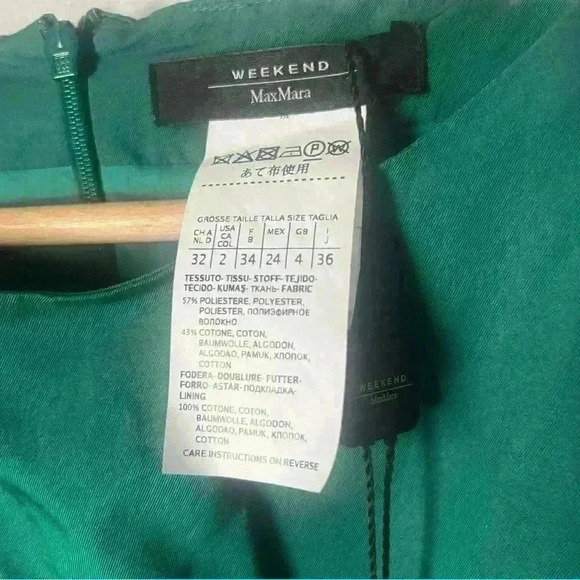 WEEKEND
MaxMara
P W
あて布使用
GRÖSSE TAILLE TALLA SIZE TAGLIA
CH A NL D USA CA COL F B MEX GB I J
32 2 34 24 4 36
TESSUTO- TISSU- STOFF- TEJIDO-
TECIDO- KUMAŞ- ТКАНЬ- FABRIC
57% POLIESTERE, POLYESTER,
POLIESTER, ПОЛИЭФИРНОЕ
ВОЛОКНО
43% COTONE, COTON,
BAUMWOLLE, ALGODON,
ALGODAO, PAMUK, ХЛОПОК,
COTTON
FODERA- DOUBLURE- FUTTER-
FORRO- ASTAR- ПОДКЛАДКА-
LINING
100% COTONE, COTON,
BAUMWOLLE, ALGODON,
ALGODAO, PAMUK, ХЛОПОК,
COTTON
CARE INSTRUCTIONS ON REVERSE
WEEKEND
MaxMara